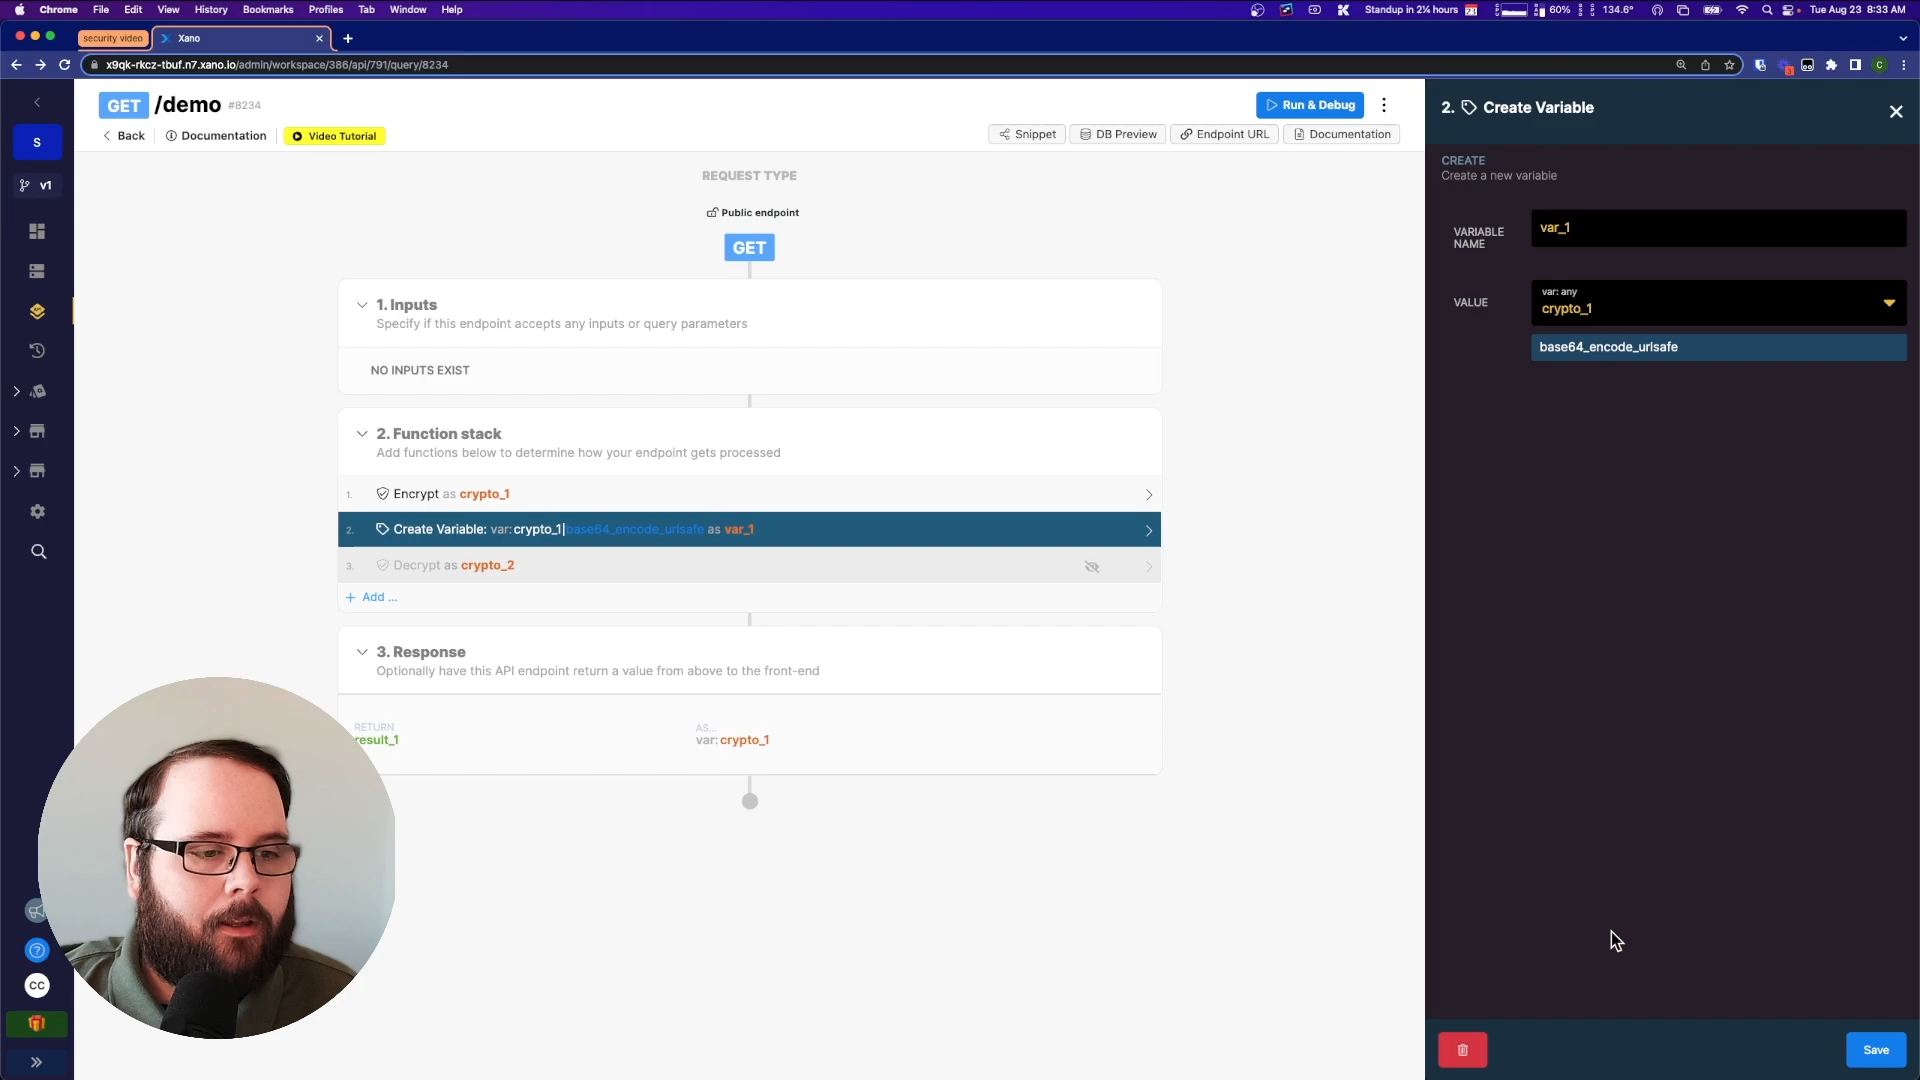 Chrome File Edit View History Bookmarks Profiles Tab Window Help
Standup in 2¼ hours 60% 134.6° Tue Aug 23 8:33 AM
security video
Xano
x9qk-rkcz-tbuf.n7.xano.io/admin/workspace/386/api/791/query/8234
S
v1
GET /demo #8234
Run & Debug
Back
Documentation
Video Tutorial
Snippet
DB Preview
Endpoint URL
Documentation
REQUEST TYPE
Public endpoint
GET
1. Inputs
Specify if this endpoint accepts any inputs or query parameters
NO INPUTS EXIST
2. Function stack
Add functions below to determine how your endpoint gets processed
1. Encrypt as crypto_1
2. Create Variable: var: crypto_1|base64_encode_urlsafe as var_1
3. Decrypt as crypto_2
+ Add ...
3. Response
Optionally have this API endpoint return a value from above to the front-end
RETURN
result_1
AS...
var: crypto_1
CC
2. Create Variable
CREATE
Create a new variable
VARIABLE
NAME
var_1
VALUE
var: any
crypto_1
base64_encode_urlsafe
Save